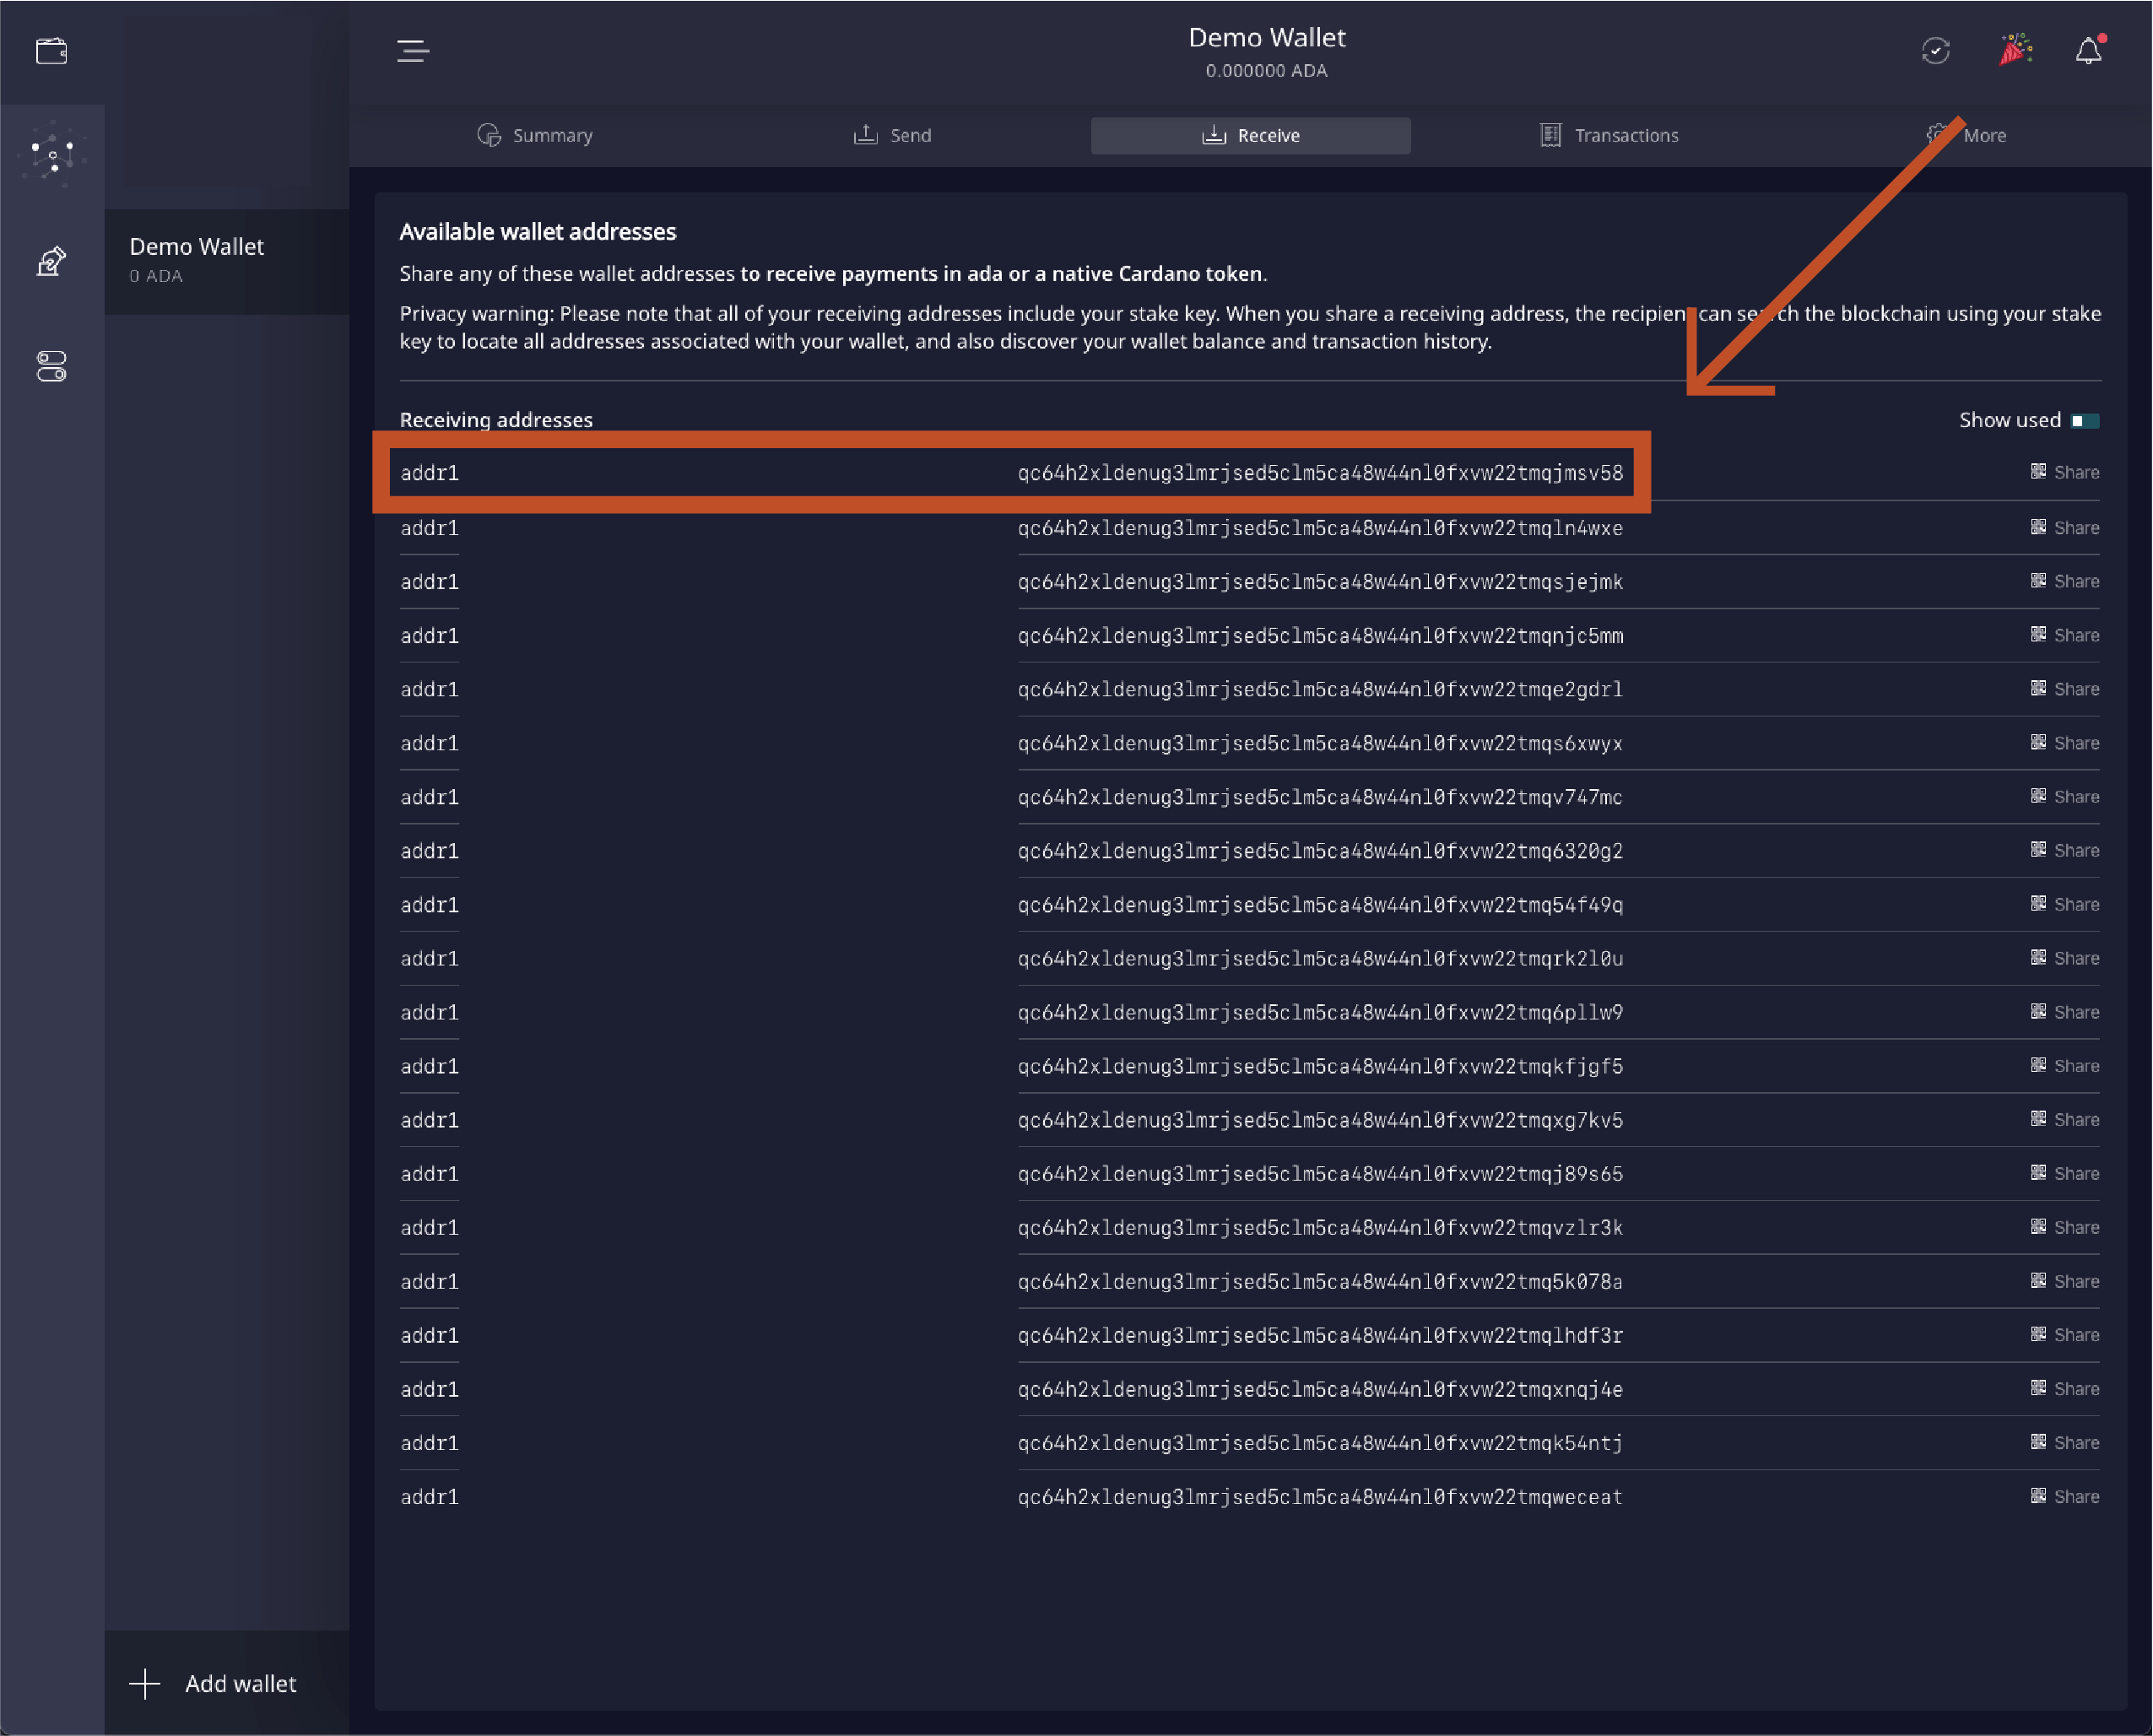 Demo Wallet
0.000000 ADA
Summary
Send
Receive
Transactions
More
Demo Wallet
0 ADA
Available wallet addresses
Share any of these wallet addresses to receive payments in ada or a native Cardano token.
Privacy warning: Please note that all of your receiving addresses include your stake key. When you share a receiving address, the recipient can search the blockchain using your stake
key to locate all addresses associated with your wallet, and also discover your wallet balance and transaction history.
Receiving addresses
Show used
addr1 qc64h2xldenug3lmrjsed5clm5ca48w44nl0fxvw22tmqjmsv58 Share
addr1 qc64h2xldenug3lmrjsed5clm5ca48w44nl0fxvw22tmqln4wxe Share
addr1 qc64h2xldenug3lmrjsed5clm5ca48w44nl0fxvw22tmqsjejmk Share
addr1 qc64h2xldenug3lmrjsed5clm5ca48w44nl0fxvw22tmqnjc5mm Share
addr1 qc64h2xldenug3lmrjsed5clm5ca48w44nl0fxvw22tmqe2gdrl Share
addr1 qc64h2xldenug3lmrjsed5clm5ca48w44nl0fxvw22tmqs6xwyx Share
addr1 qc64h2xldenug3lmrjsed5clm5ca48w44nl0fxvw22tmqv747mc Share
addr1 qc64h2xldenug3lmrjsed5clm5ca48w44nl0fxvw22tmq6320g2 Share
addr1 qc64h2xldenug3lmrjsed5clm5ca48w44nl0fxvw22tmq54f49q Share
addr1 qc64h2xldenug3lmrjsed5clm5ca48w44nl0fxvw22tmqrk2l0u Share
addr1 qc64h2xldenug3lmrjsed5clm5ca48w44nl0fxvw22tmq6pllw9 Share
addr1 qc64h2xldenug3lmrjsed5clm5ca48w44nl0fxvw22tmqkfjgf5 Share
addr1 qc64h2xldenug3lmrjsed5clm5ca48w44nl0fxvw22tmqxg7kv5 Share
addr1 qc64h2xldenug3lmrjsed5clm5ca48w44nl0fxvw22tmqj89s65 Share
addr1 qc64h2xldenug3lmrjsed5clm5ca48w44nl0fxvw22tmqvzlr3k Share
addr1 qc64h2xldenug3lmrjsed5clm5ca48w44nl0fxvw22tmq5k078a Share
addr1 qc64h2xldenug3lmrjsed5clm5ca48w44nl0fxvw22tmqlhdf3r Share
addr1 qc64h2xldenug3lmrjsed5clm5ca48w44nl0fxvw22tmqxnqj4e Share
addr1 qc64h2xldenug3lmrjsed5clm5ca48w44nl0fxvw22tmqk54ntj Share
addr1 qc64h2xldenug3lmrjsed5clm5ca48w44nl0fxvw22tmqweceat Share
Add wallet